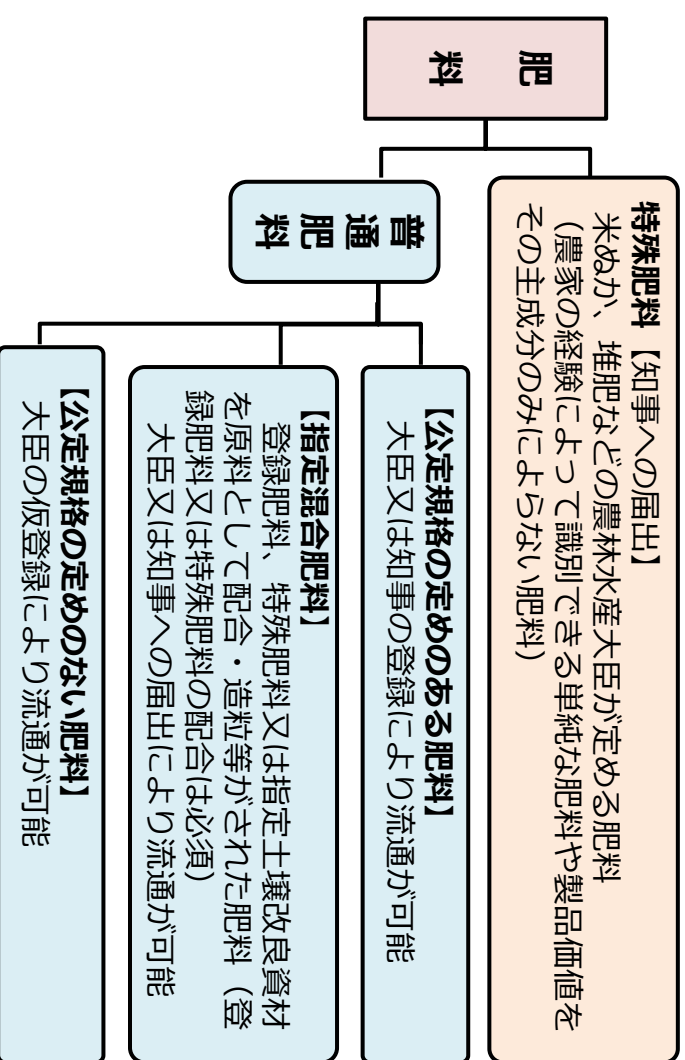 肥料
特殊肥料【知事への届出】
米ぬか、堆肥などの農林水産大臣が定める肥料
（農家の経験によって識別できる単純な肥料や製品価値を
その主成分のみによらない肥料）
普通肥料
【公定規格の定めのある肥料】
大臣又は知事の登録により流通が可能
【指定混合肥料】
登録肥料、特殊肥料又は指定土壌改良資材
を原料として配合・造粒等がされた肥料（登
録肥料又は特殊肥料の配合は必須）
大臣又は知事への届出により流通が可能
【公定規格の定めのない肥料】
大臣の仮登録により流通が可能